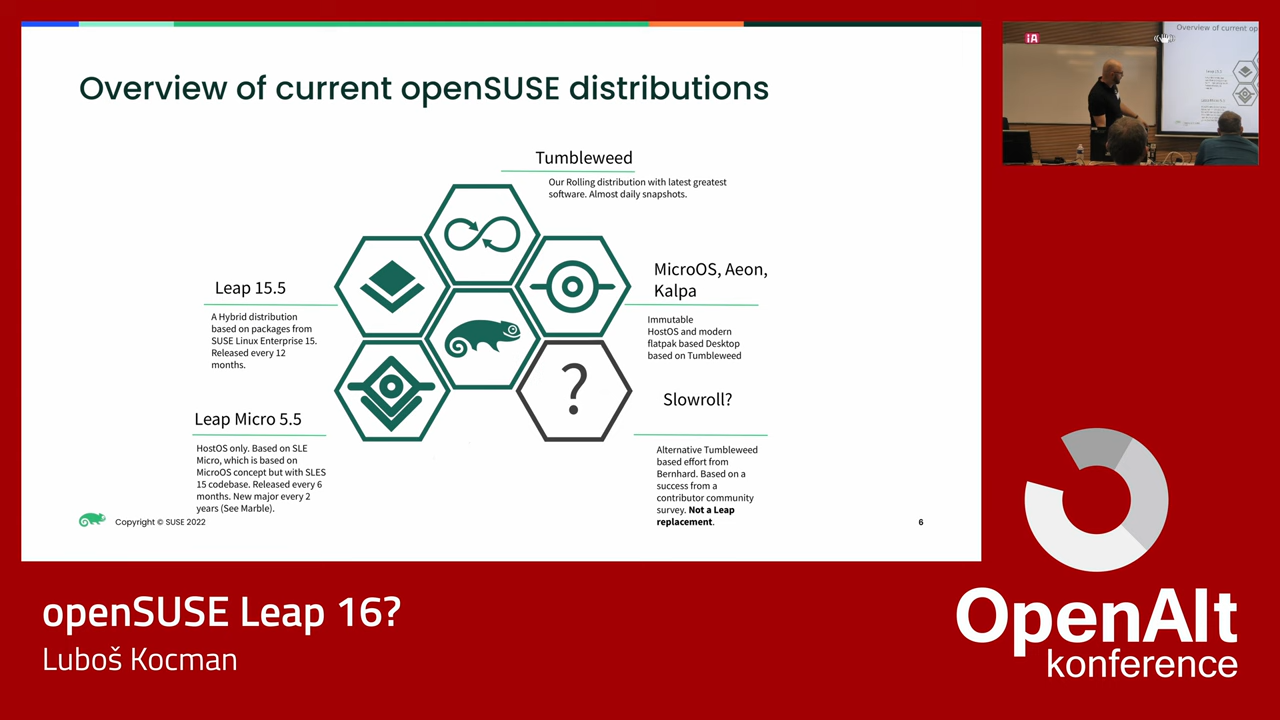 Overview of current openSUSE distributions
Tumbleweed
Our Rolling distribution with latest greatest
software. Almost daily snapshots.
MicroOS, Aeon,
Kalpa
Immutable
HostOS and modern
flatpak based Desktop
based on Tumbleweed
Leap 15.5
A Hybrid distribution
based on packages from
SUSE Linux Enterprise 15.
Released every 12
months.
?
Slowroll?
Alternative Tumbleweed
based effort from
Bernhard. Based on a
success from a
contributor community
survey. Not a Leap
replacement.
Leap Micro 5.5
HostOS only. Based on SLE
Micro, which is based on
MicroOS concept but with SLES
15 codebase. Released every 6
months. New major every 2
years (See Marble).
Copyright © SUSE 2022
6
iA
Overview of current op
openSUSE Leap 16?
Luboš Kocman
OpenAlt
konference